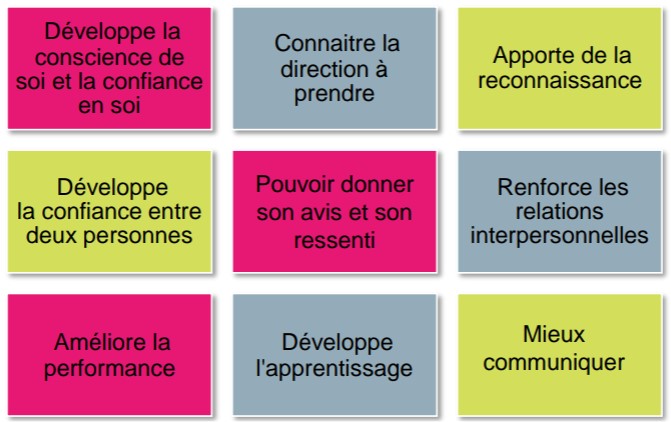 Développe la
conscience de
soi et la confiance
en soi
Connaitre la
direction à
prendre
Apporte de la
reconnaissance
Développe
la confiance entre
deux personnes
Pouvoir donner
son avis et son
ressenti
Renforce les
relations
interpersonnelles
Améliore la
performance
Développe
l'apprentissage
Mieux
communiquer